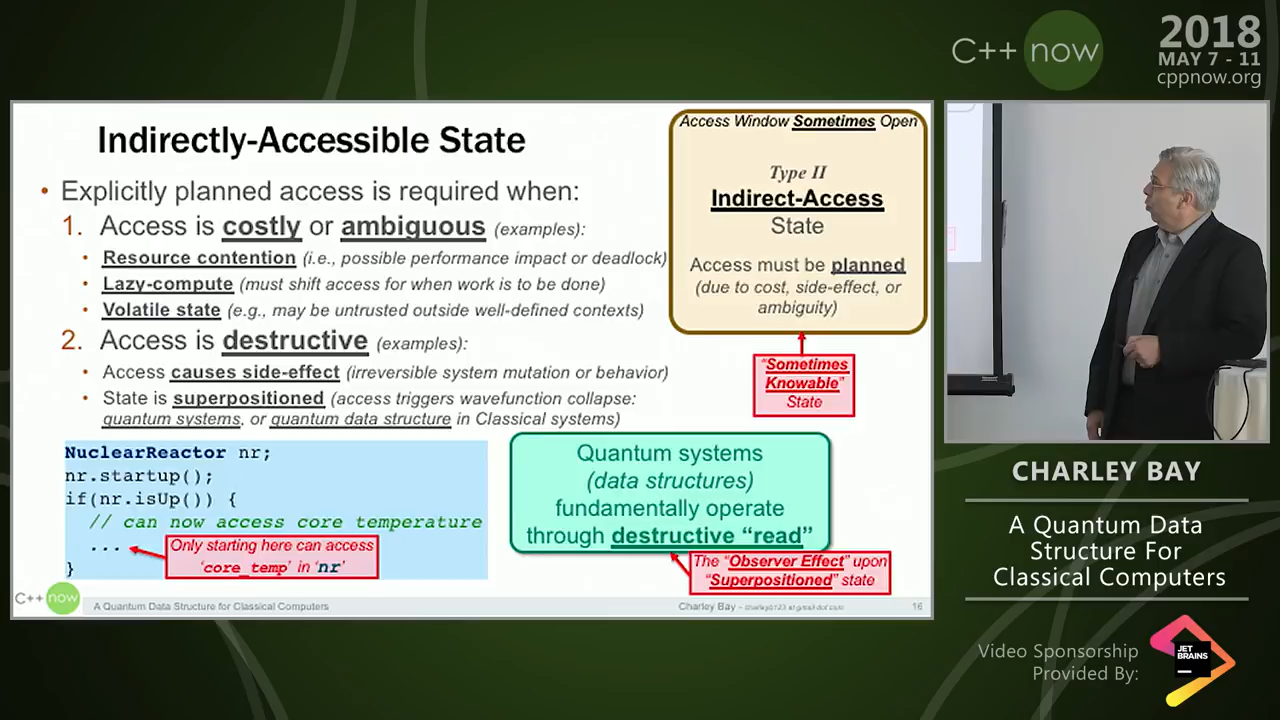 C++ now
2018
MAY 7 - 11
cppnow.org
Indirectly-Accessible State
• Explicitly planned access is required when:
1. Access is costly or ambiguous (examples):
• Resource contention (i.e., possible performance impact or deadlock)
• Lazy-compute (must shift access for when work is to be done)
• Volatile state (e.g., may be untrusted outside well-defined contexts)
2. Access is destructive (examples):
• Access causes side-effect (irreversible system mutation or behavior)
• State is superpositioned (access triggers wavefunction collapse:
quantum systems, or quantum data structure in Classical systems)
Access Window Sometimes Open
Type II
Indirect-Access
State
Access must be planned
(due to cost, side-effect, or
ambiguity)
"Sometimes
Knowable"
State
NuclearReactor nr;
nr.startup();
if(nr.isUp()) {
// can now access core temperature
...
}
Only starting here can access
'core_temp' in 'nr'
Quantum systems
(data structures)
fundamentally operate
through destructive "read"
The "Observer Effect" upon
"Superpositioned" state
C++ now
A Quantum Data Structure for Classical Computers
Charley Bay – charleyb123 at gmail dot com
16
CHARLEY BAY
A Quantum Data
Structure For
Classical Computers
Video Sponsorship
Provided By:
JET
BRAINS